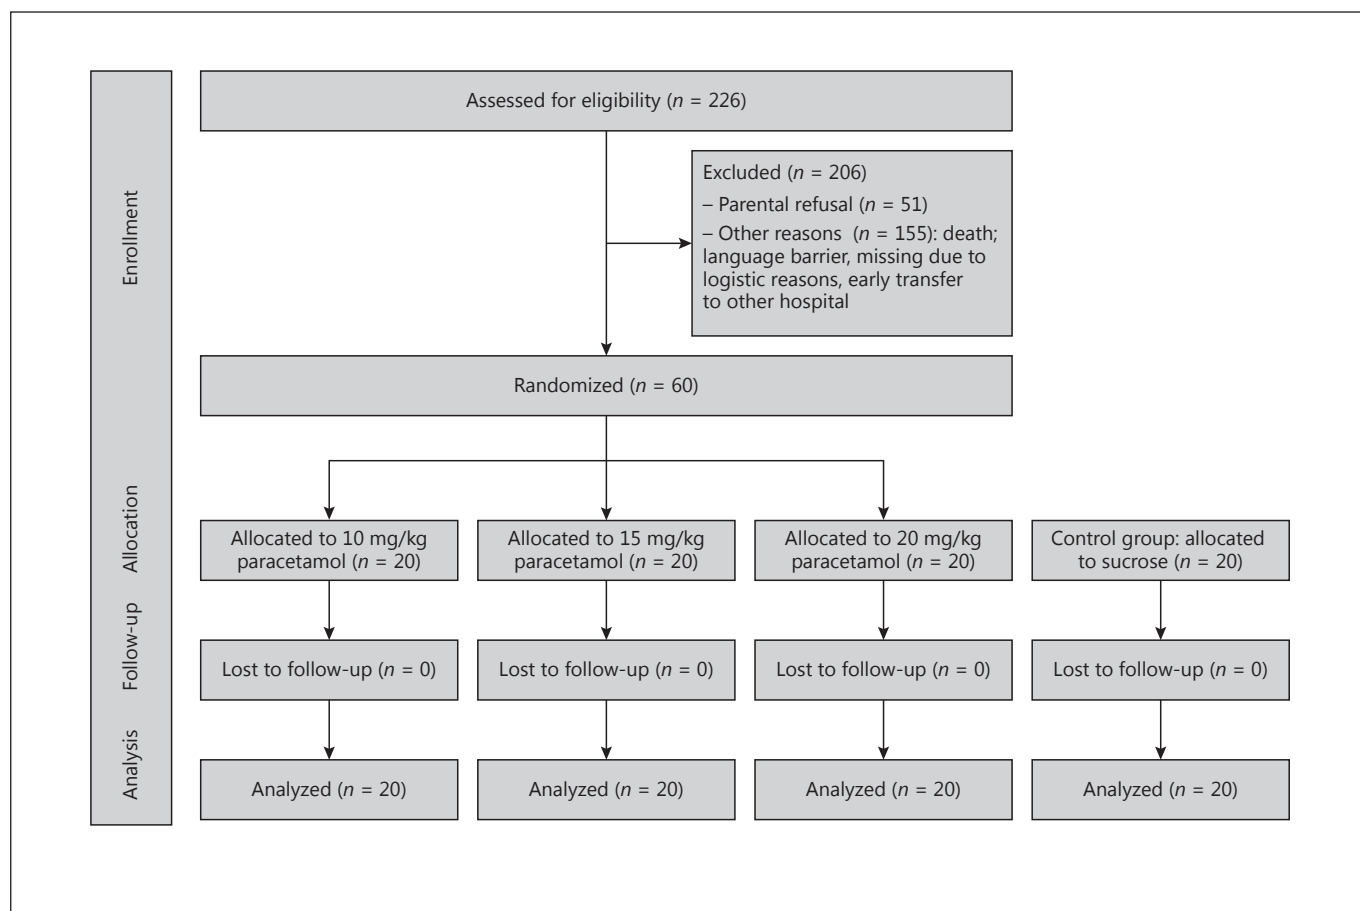 Enrollment
Assessed for eligibility (n = 226)
Excluded (n = 206)
– Parental refusal (n = 51)
– Other reasons (n = 155): death;
language barrier, missing due to
logistic reasons, early transfer
to other hospital
Randomized (n = 60)
Allocation
Allocated to 10 mg/kg
paracetamol (n = 20)
Allocated to 15 mg/kg
paracetamol (n = 20)
Allocated to 20 mg/kg
paracetamol (n = 20)
Control group: allocated
to sucrose (n = 20)
Follow-up
Lost to follow-up (n = 0)
Lost to follow-up (n = 0)
Lost to follow-up (n = 0)
Lost to follow-up (n = 0)
Analysis
Analyzed (n = 20)
Analyzed (n = 20)
Analyzed (n = 20)
Analyzed (n = 20)